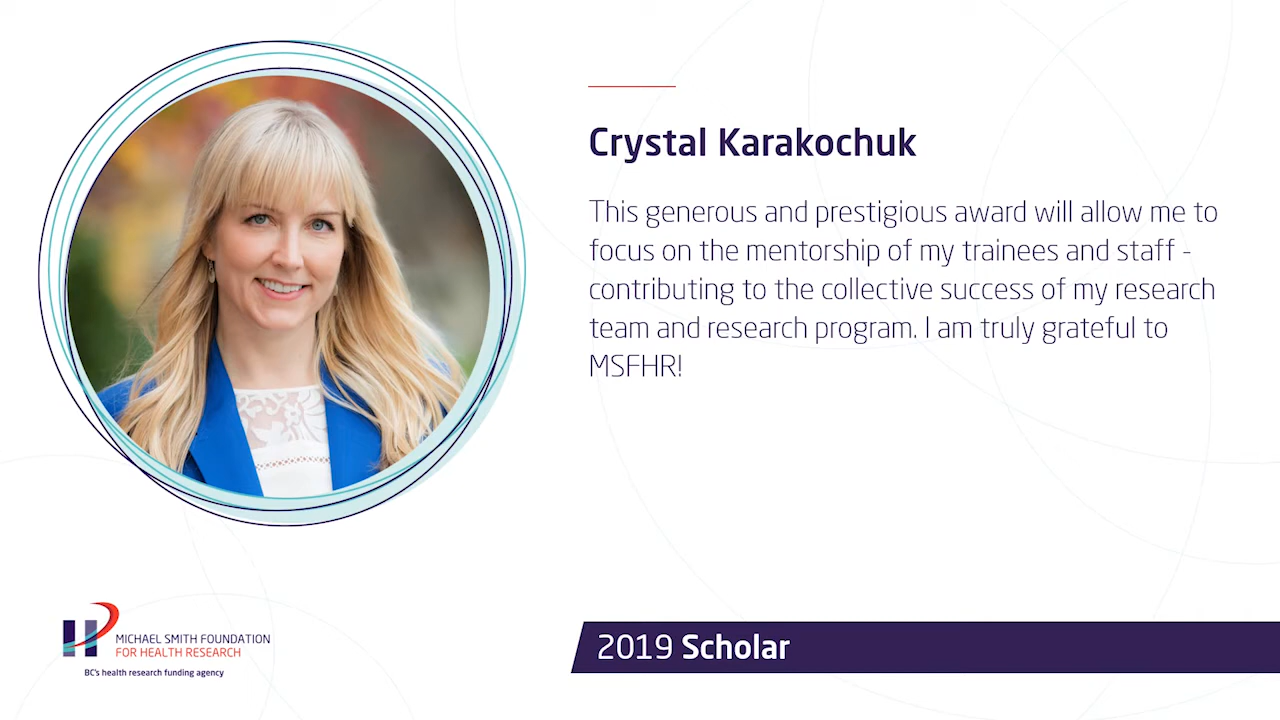 Crystal Karakochuk
This generous and prestigious award will allow me to
focus on the mentorship of my trainees and staff -
contributing to the collective success of my research
team and research program. I am truly grateful to
MSFHR!
MICHAEL SMITH FOUNDATION
FOR HEALTH RESEARCH
BC's health research funding agency
2019 Scholar